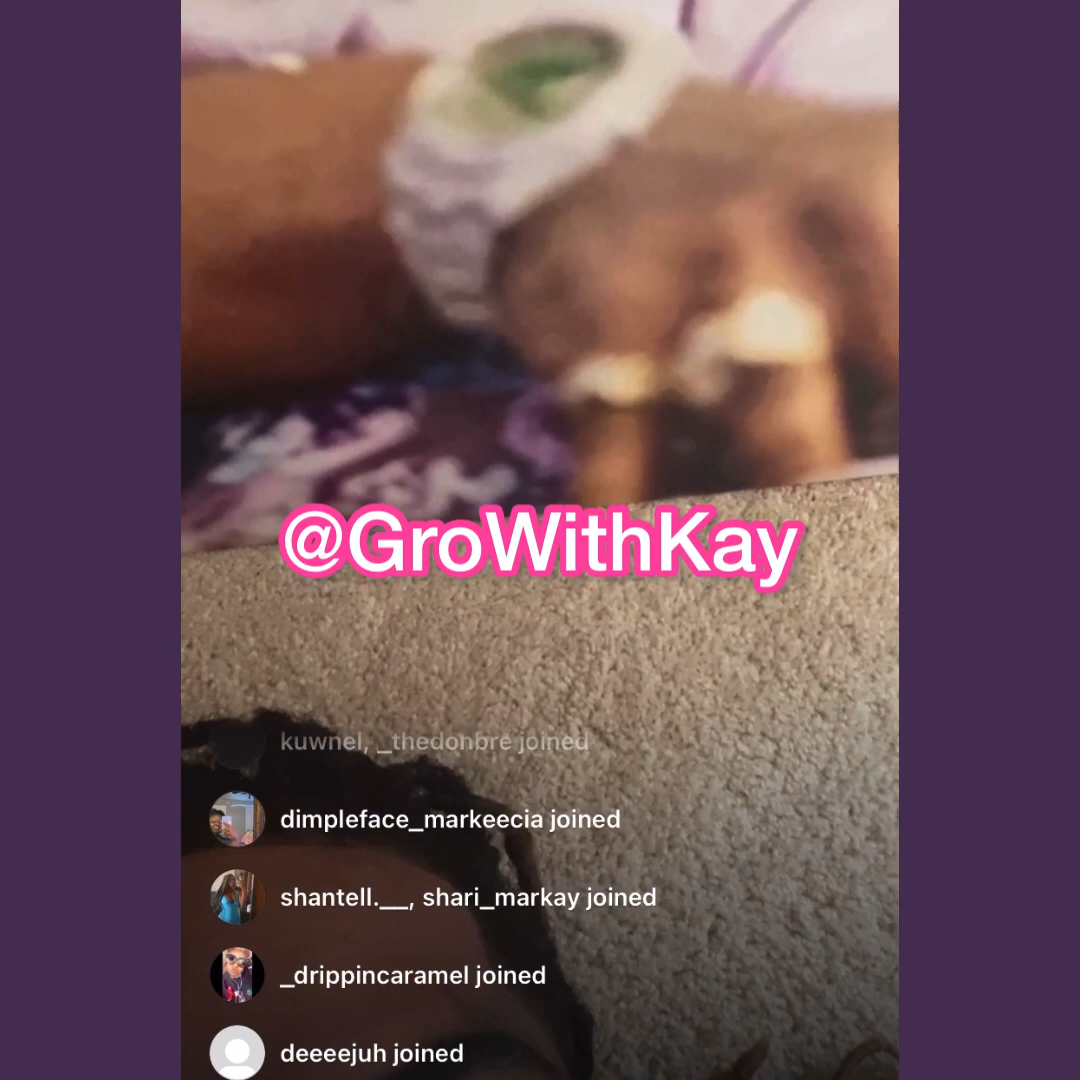 @GroWithKay
kuwnel, _thedonbre joined
dimpleface_markeecia joined
shantell.__, shari_markay joined
_drippincaramel joined
deeeejuh joined